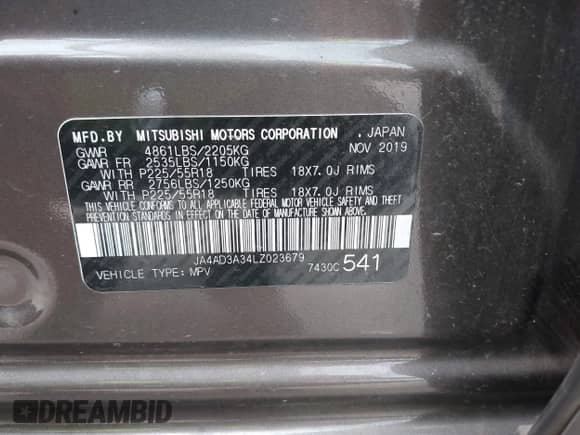 MFD.BY MITSUBISHI MOTORS CORPORATION . JAPAN
GVWR 4861LBS/2205KG NOV 2019
GAWR FR 2535LBS/1150KG
WITH P225/55R18 TIRES 18X7.0J RIMS
GAWR RR 2756LBS/1250KG
WITH P225/55R18 TIRES 18X7.0J RIMS
THIS VEHICLE CONFORMS TO ALL APPLICABLE FEDERAL MOTOR VEHICLE SAFETY AND THEFT
PREVENTION STANDARDS IN EFFECT ON THE DATE OF MANUFACTURE SHOWN ABOVE.
JA4AD3A34LZ023679
VEHICLE TYPE: MPV 7430C 541
DREAMBID